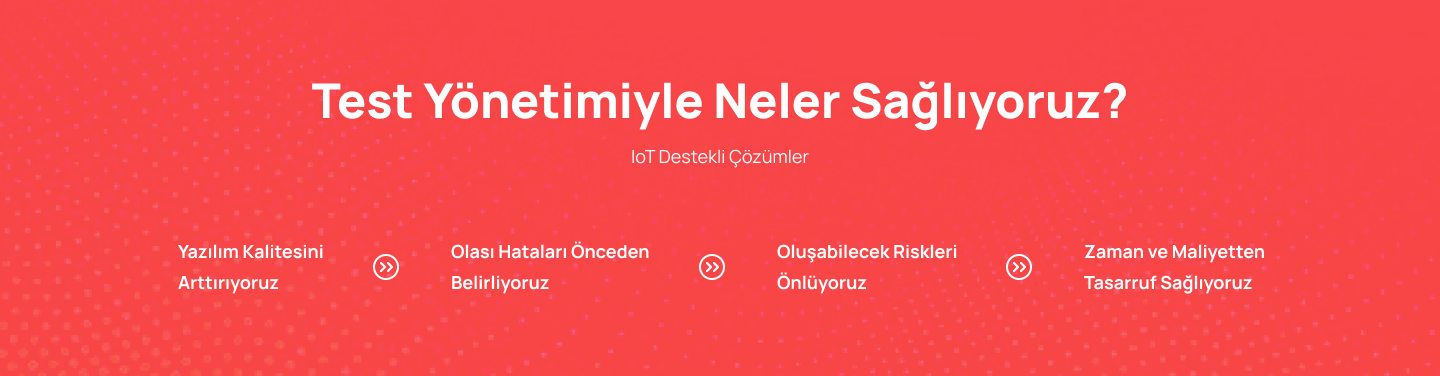 Test Yönetimiyle Neler Sağlıyoruz?
IoT Destekli Çözümler
Yazılım Kalitesini
Arttırıyoruz
Olası Hataları Önceden
Belirliyoruz
Oluşabilecek Riskleri
Önlüyoruz
Zaman ve Maliyetten
Tasarruf Sağlıyoruz